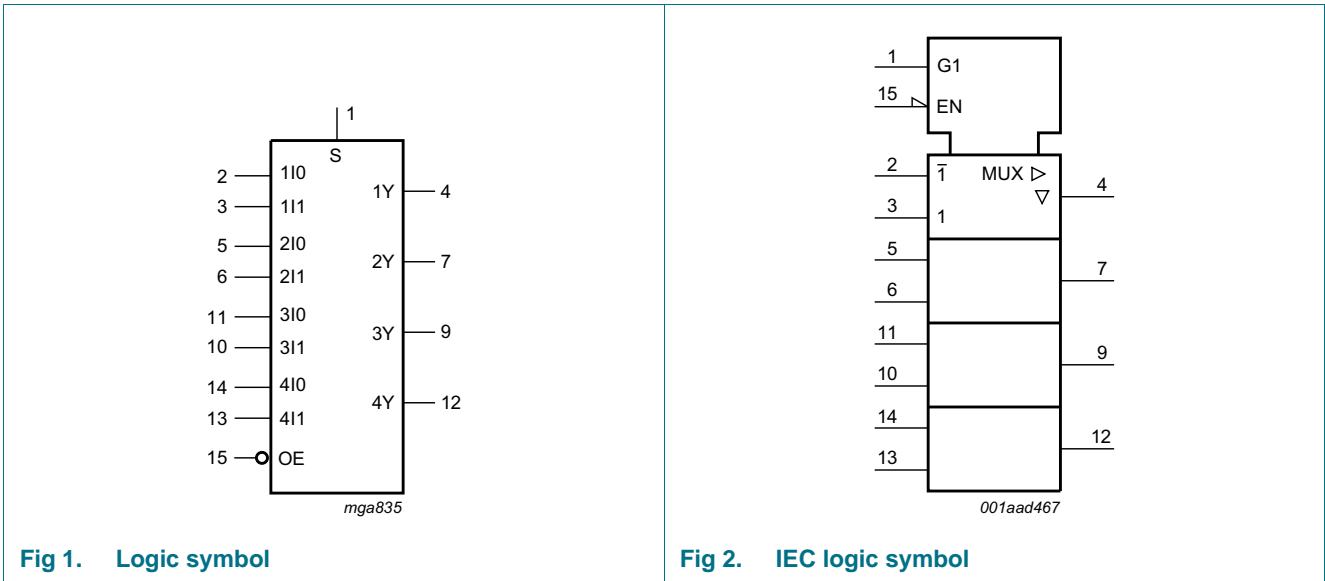 1
S
2 1I0
1Y 4
3 1I1
5 2I0
2Y 7
6 2I1
11 3I0
3Y 9
10 3I1
14 4I0
4Y 12
13 4I1
15 OE
mga835
Fig 1. Logic symbol
1 G1
15 EN
2 1̅ MUX ▷
▽ 4
3 1
5
7
6
11
9
10
14
12
13
001aad467
Fig 2. IEC logic symbol